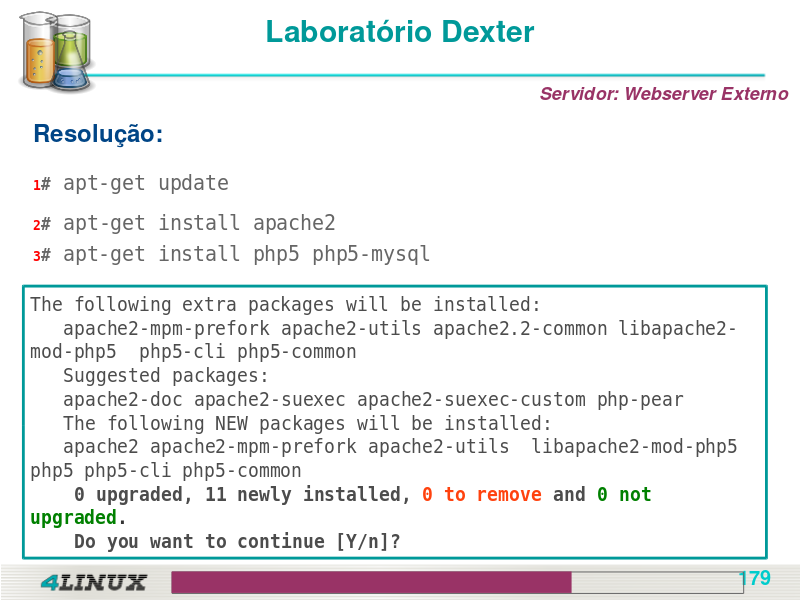 Laboratório Dexter
Servidor: Webserver Externo
Resolução:
1# apt-get update
2# apt-get install apache2
3# apt-get install php5 php5-mysql
The following extra packages will be installed:
apache2-mpm-prefork apache2-utils apache2.2-common libapache2-
mod-php5  php5-cli php5-common
Suggested packages:
apache2-doc apache2-suexec apache2-suexec-custom php-pear
The following NEW packages will be installed:
apache2 apache2-mpm-prefork apache2-utils  libapache2-mod-php5
php5 php5-cli php5-common
0 upgraded, 11 newly installed, 0 to remove and 0 not
upgraded.
Do you want to continue [Y/n]?
4LINUX
179